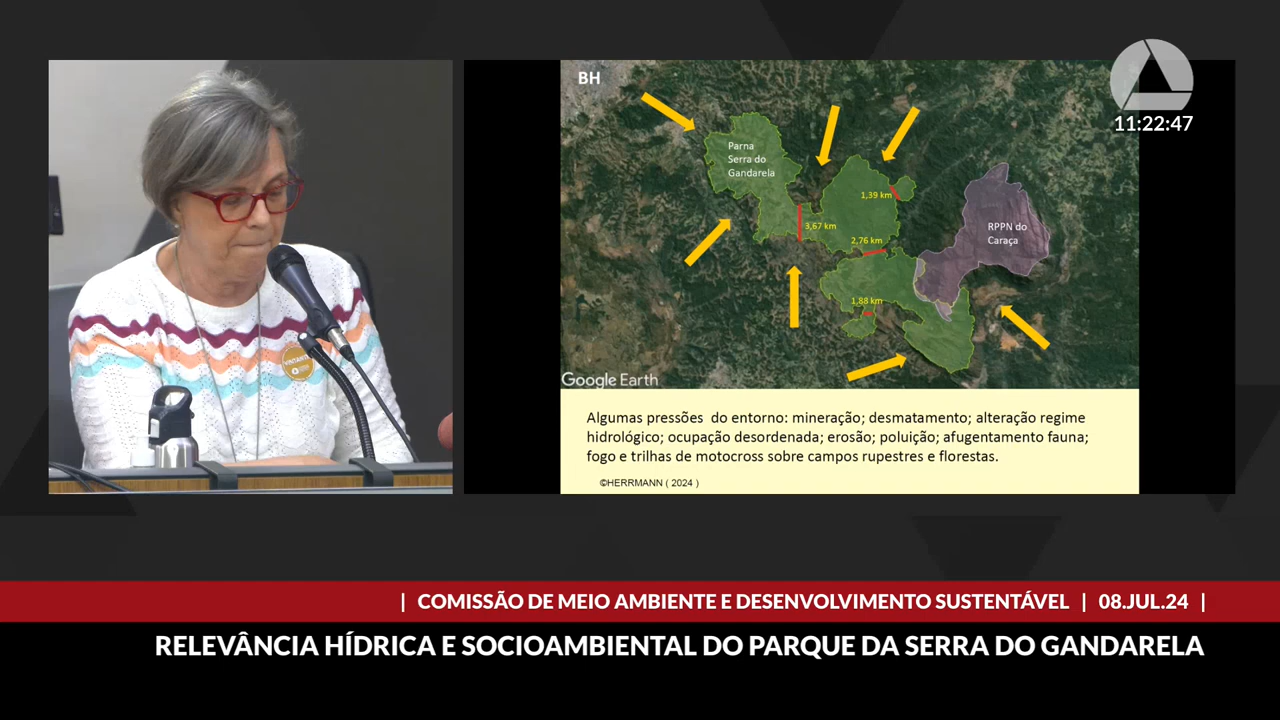 BH
11:22:47
Parna
Serra do
Gandarela
1,39 km
3,67 km
2,76 km
RPPN do
Caraça
1,88 km
Google Earth
Algumas pressões do entorno: mineração; desmatamento; alteração regime
hidrológico; ocupação desordenada; erosão; poluição; afugentamento fauna;
fogo e trilhas de motocross sobre campos rupestres e florestas.
©HERRMANN ( 2024 )
| COMISSÃO DE MEIO AMBIENTE E DESENVOLVIMENTO SUSTENTÁVEL | 08.JUL.24 |
RELEVÂNCIA HÍDRICA E SOCIOAMBIENTAL DO PARQUE DA SERRA DO GANDARELA